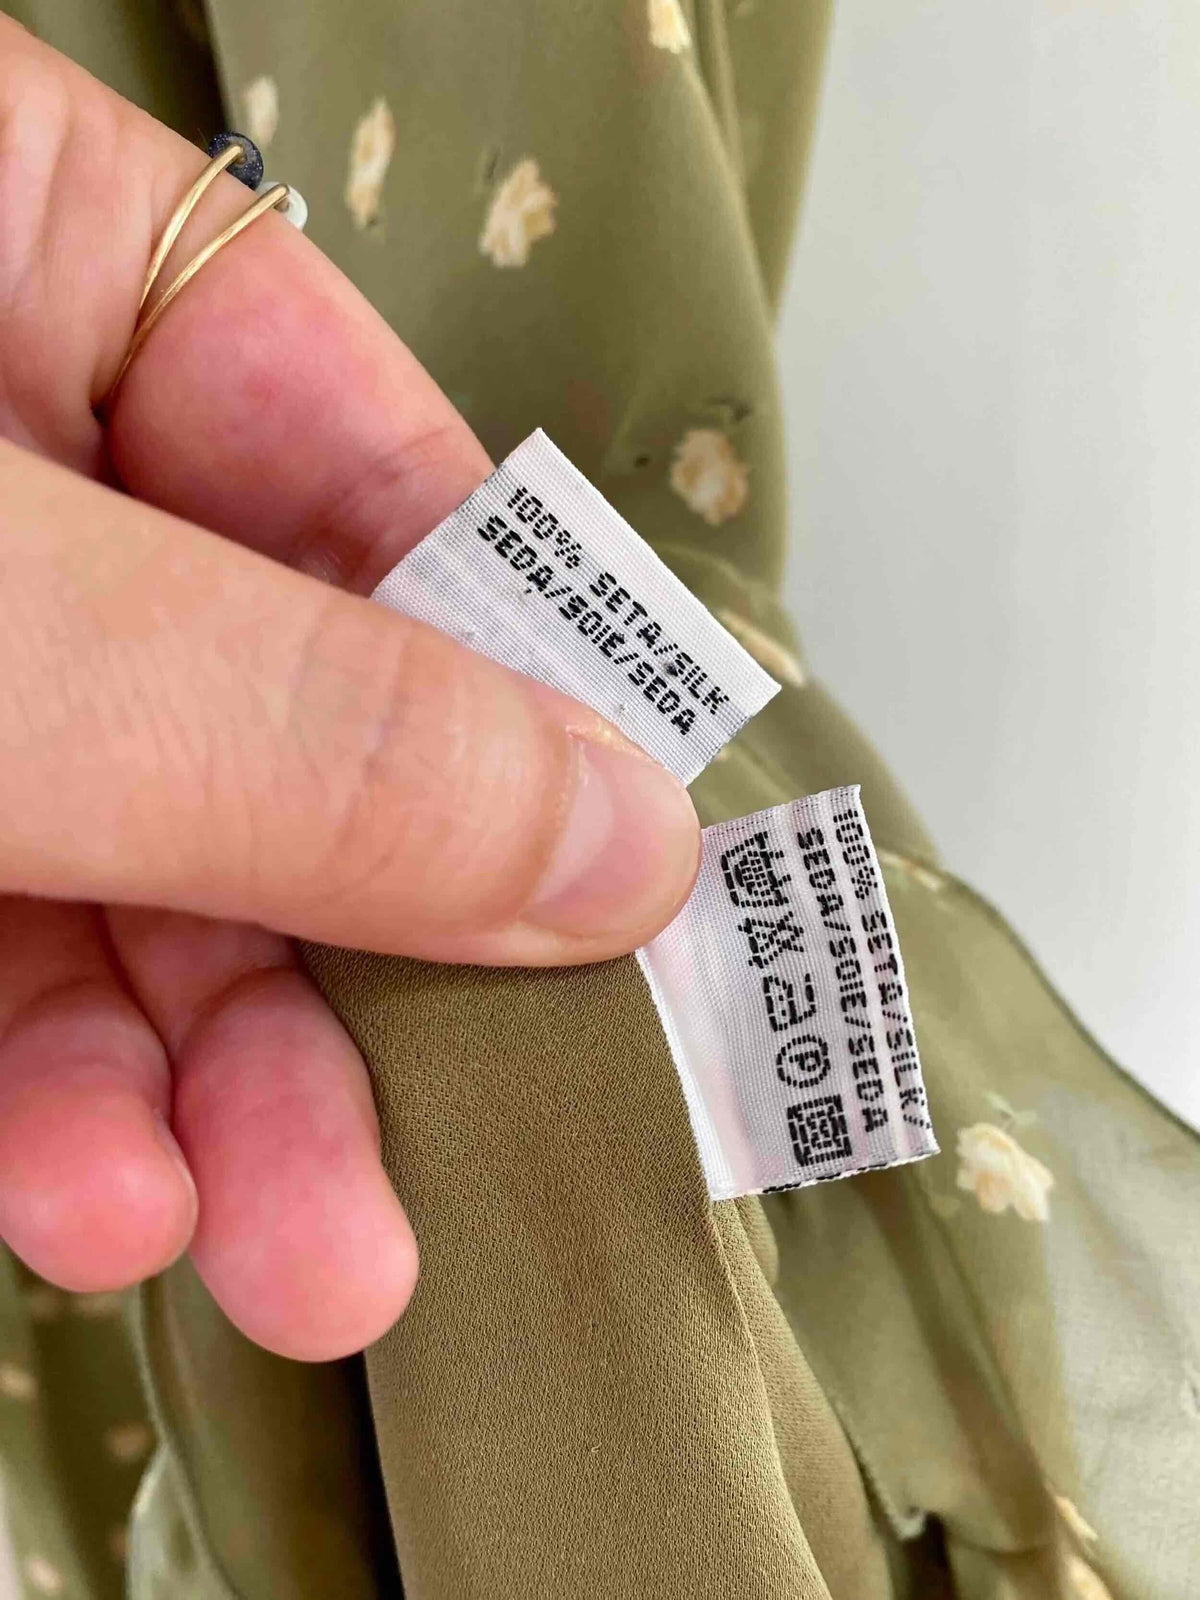 100% SETA/SILK
SEDA/SOIE/SEDA
100% SETA/SILK/
SEDA/SOIE/SEDA
P